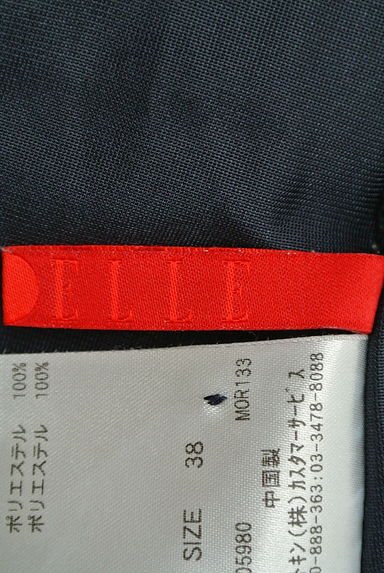 ELLE
ポリエステル 100%
ポリエステル 100%
SIZE 38
05980 MOR133
中国製
キン(株)カスタマーサービス
0-888-363:03-3478-8088